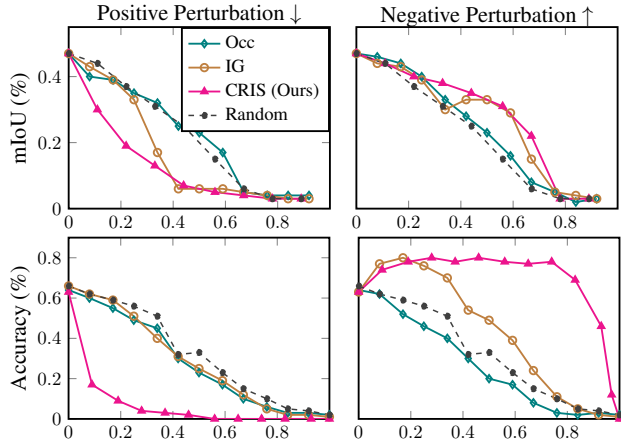 Positive Perturbation ↓
Negative Perturbation ↑
Occ
IG
CRIS (Ours)
Random
mIoU (%)
0.4
0.2
0
0 0.2 0.4 0.6 0.8
0 0.2 0.4 0.6 0.8
Accuracy (%)
0.8
0.6
0.4
0.2
0
0 0.2 0.4 0.6 0.8
0 0.2 0.4 0.6 0.8